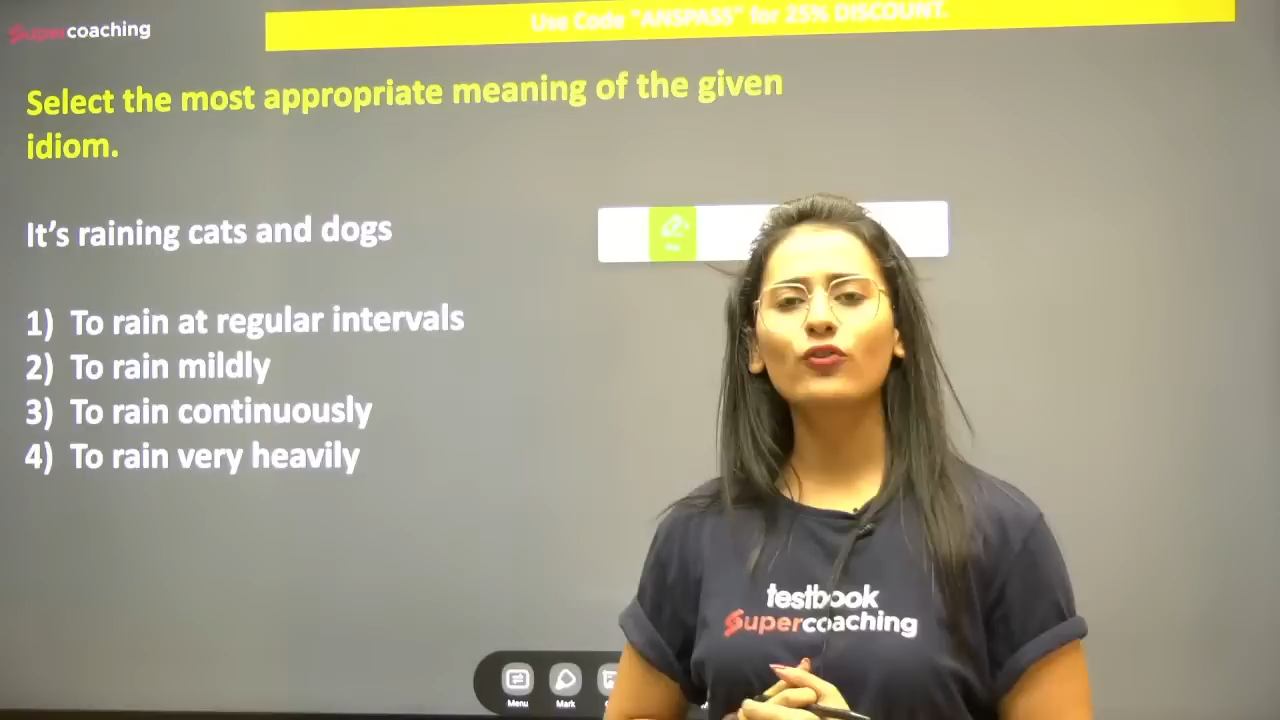 Supercoaching
Use Code "ANSPASS" for 25% DISCOUNT.
Select the most appropriate meaning of the given
idiom.
It's raining cats and dogs
1) To rain at regular intervals
2) To rain mildly
3) To rain continuously
4) To rain very heavily
testbook
Supercoaching
Menu
Mark